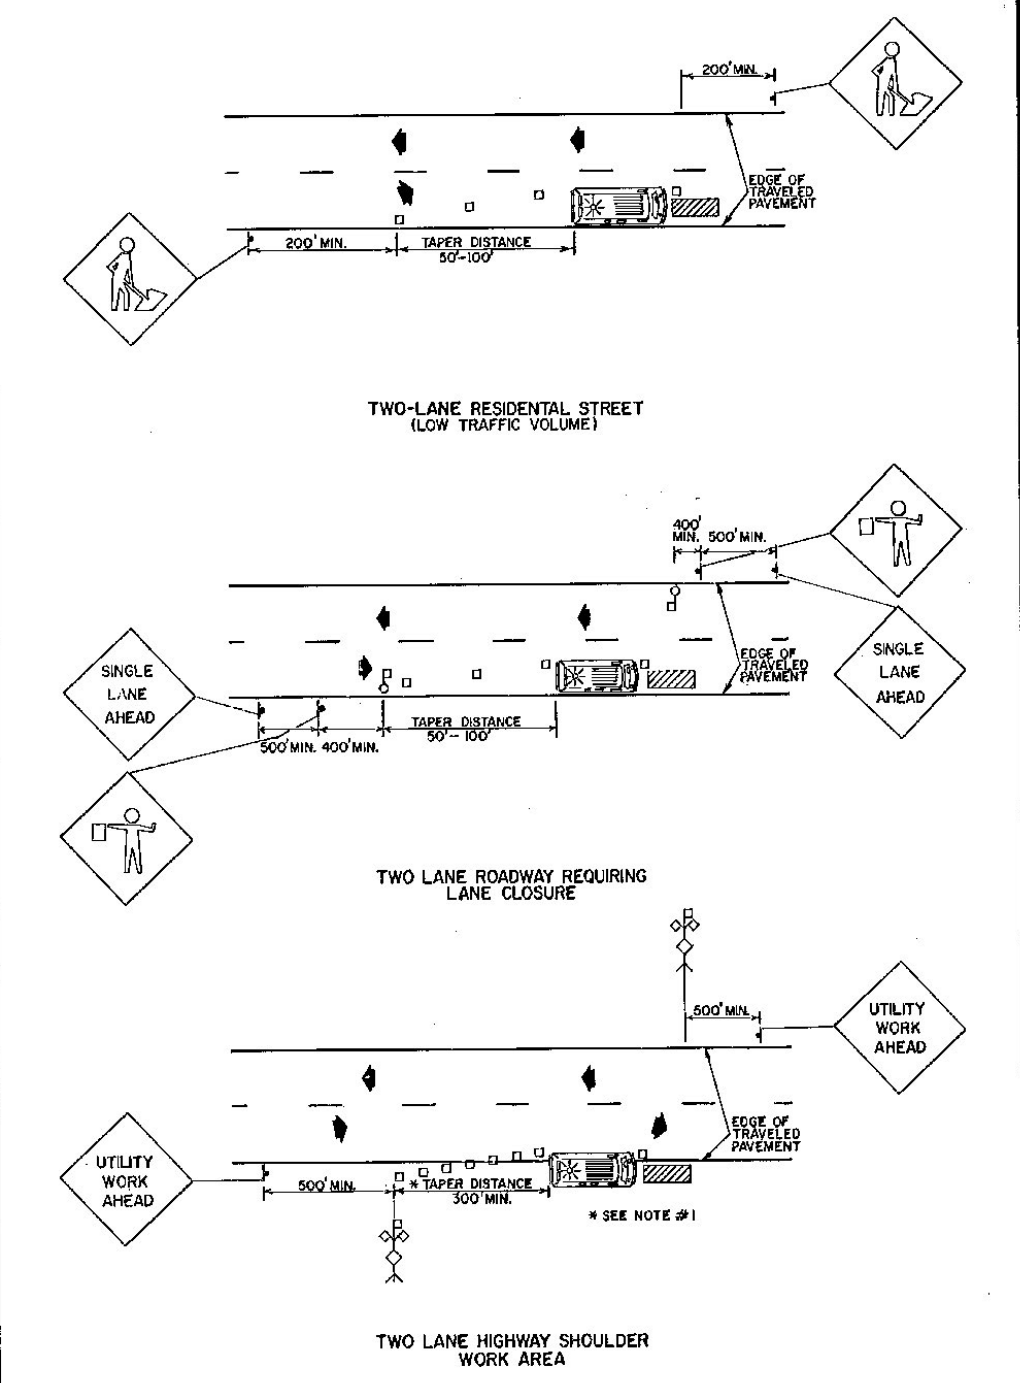 200' MIN.
EDGE OF
TRAVELED
PAVEMENT
200' MIN.
TAPER DISTANCE
50'-100'
TWO-LANE RESIDENTAL STREET
(LOW TRAFFIC VOLUME)
400'
MIN. 500' MIN.
SINGLE
LANE
AHEAD
EDGE OF
TRAVELED
PAVEMENT
SINGLE
LANE
AHEAD
TAPER DISTANCE
50'-100'
500' MIN. 400' MIN.
TWO LANE ROADWAY REQUIRING
LANE CLOSURE
500' MIN.
UTILITY
WORK
AHEAD
EDGE OF
TRAVELED
PAVEMENT
UTILITY
WORK
AHEAD
500' MIN.
* TAPER DISTANCE
300' MIN.
* SEE NOTE #1
TWO LANE HIGHWAY SHOULDER
WORK AREA